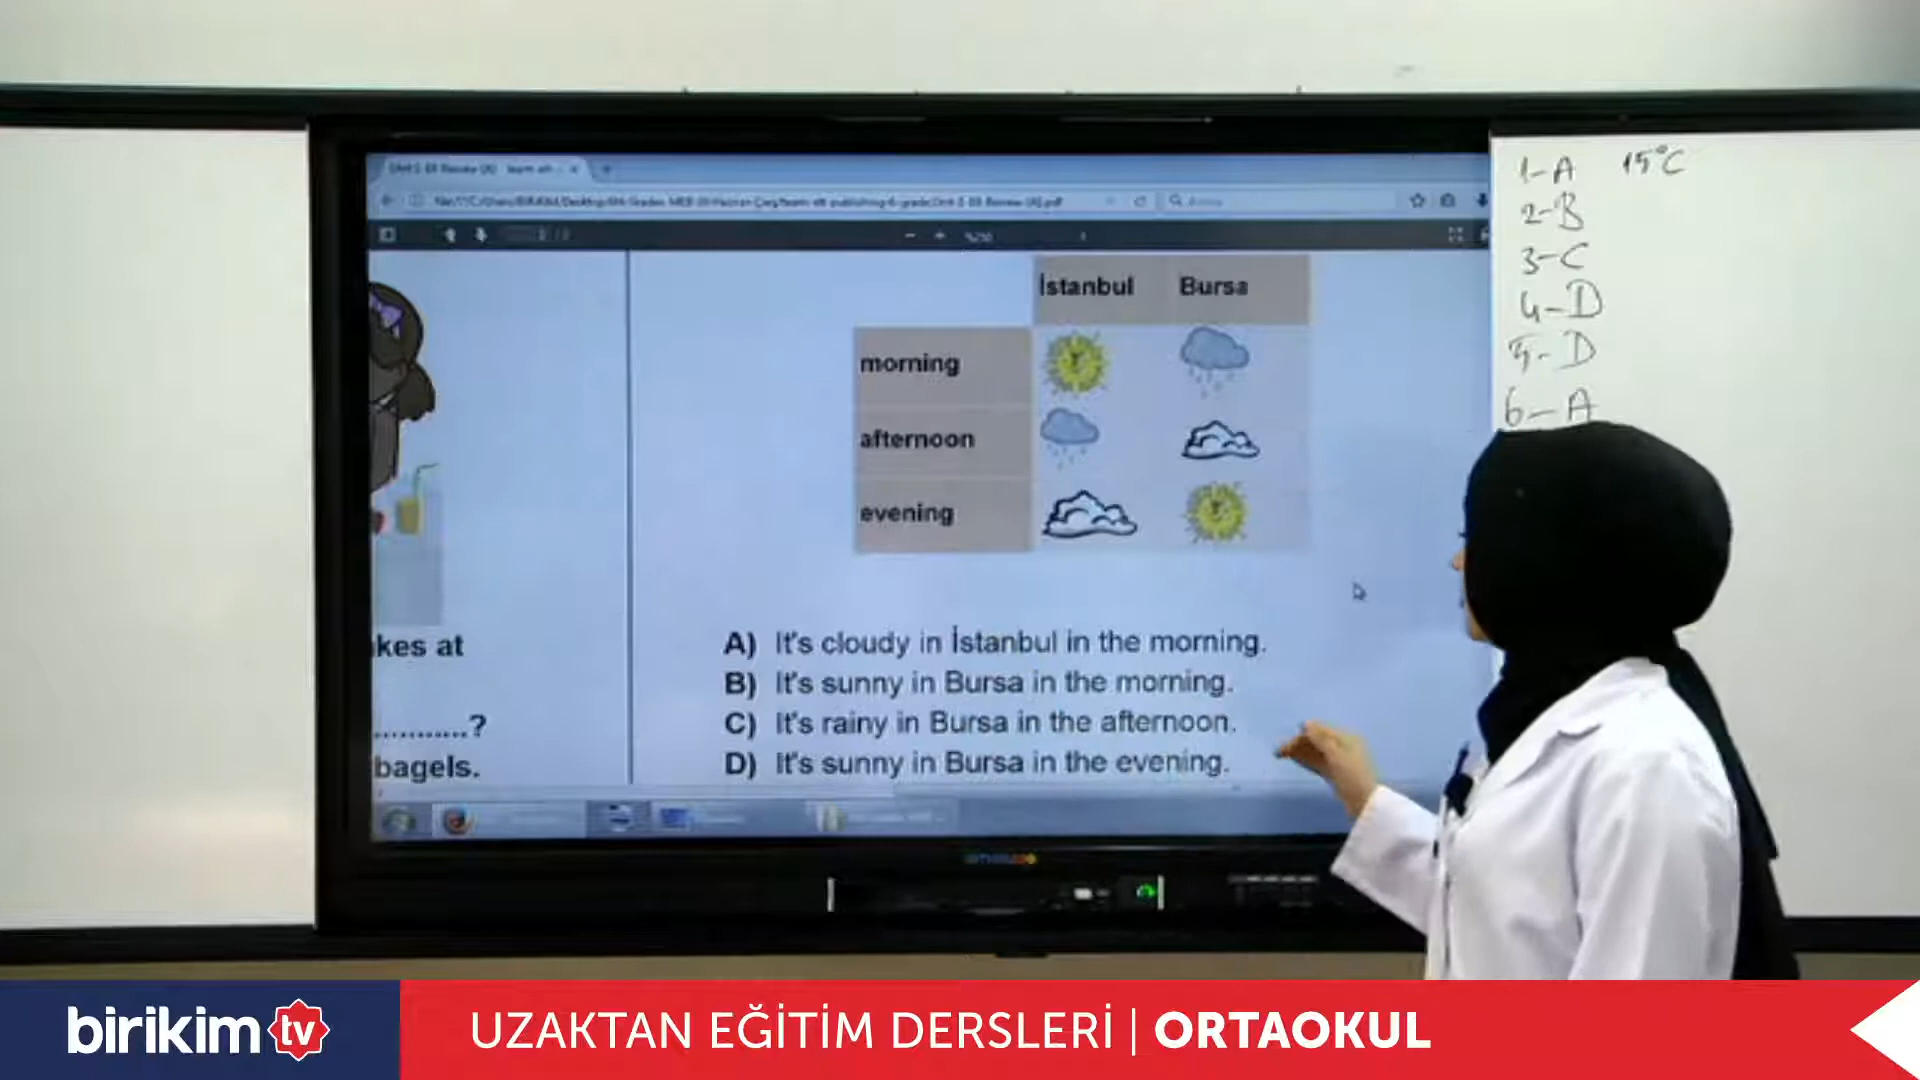 1-A 15°C
2-B
3-C
4-D
5-D
6-A
İstanbul Bursa
morning
afternoon
evening
kes at
............?
bagels.
A) It's cloudy in İstanbul in the morning.
B) It's sunny in Bursa in the morning.
C) It's rainy in Bursa in the afternoon.
D) It's sunny in Bursa in the evening.
birikim tv
UZAKTAN EĞİTİM DERSLERİ | ORTAOKUL